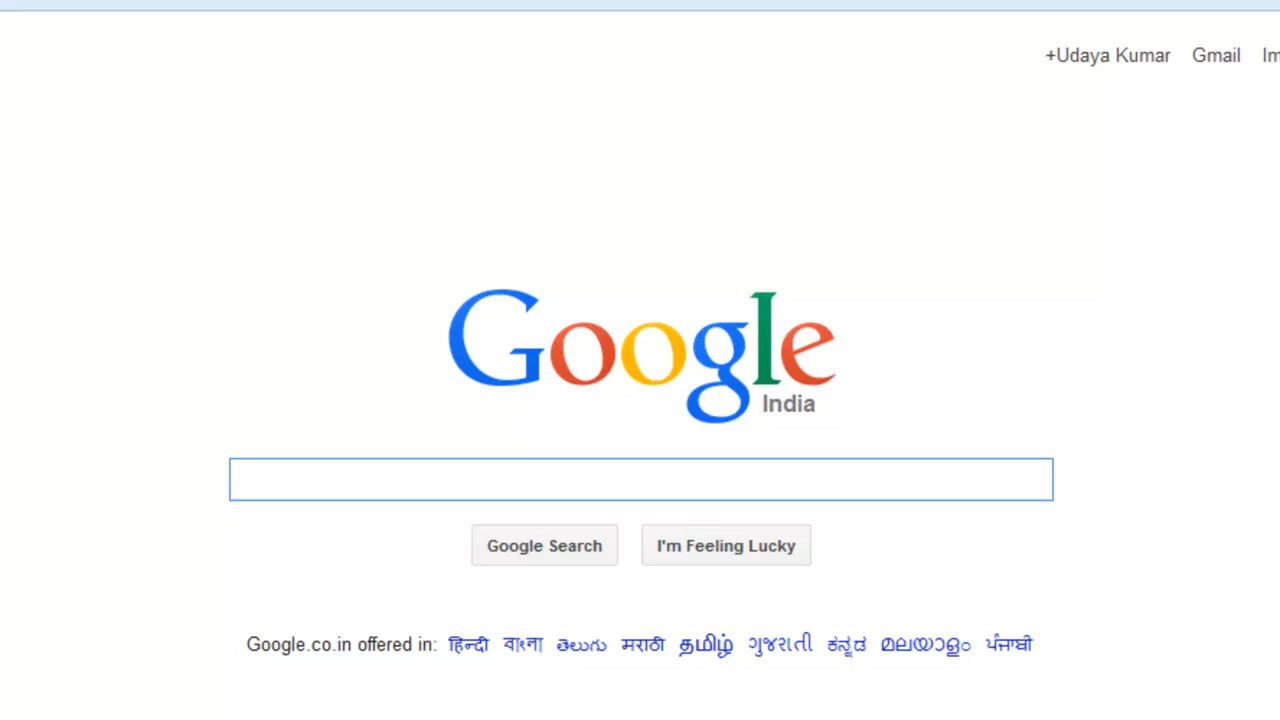 +Udaya Kumar Gmail Im
Google
India
Google Search I'm Feeling Lucky
Google.co.in offered in: हिन्दी বাংলা తెలుగు मराठी தமிழ் ગુજરાતી ಕನ್ನಡ മലയാളം ਪੰਜਾਬੀ